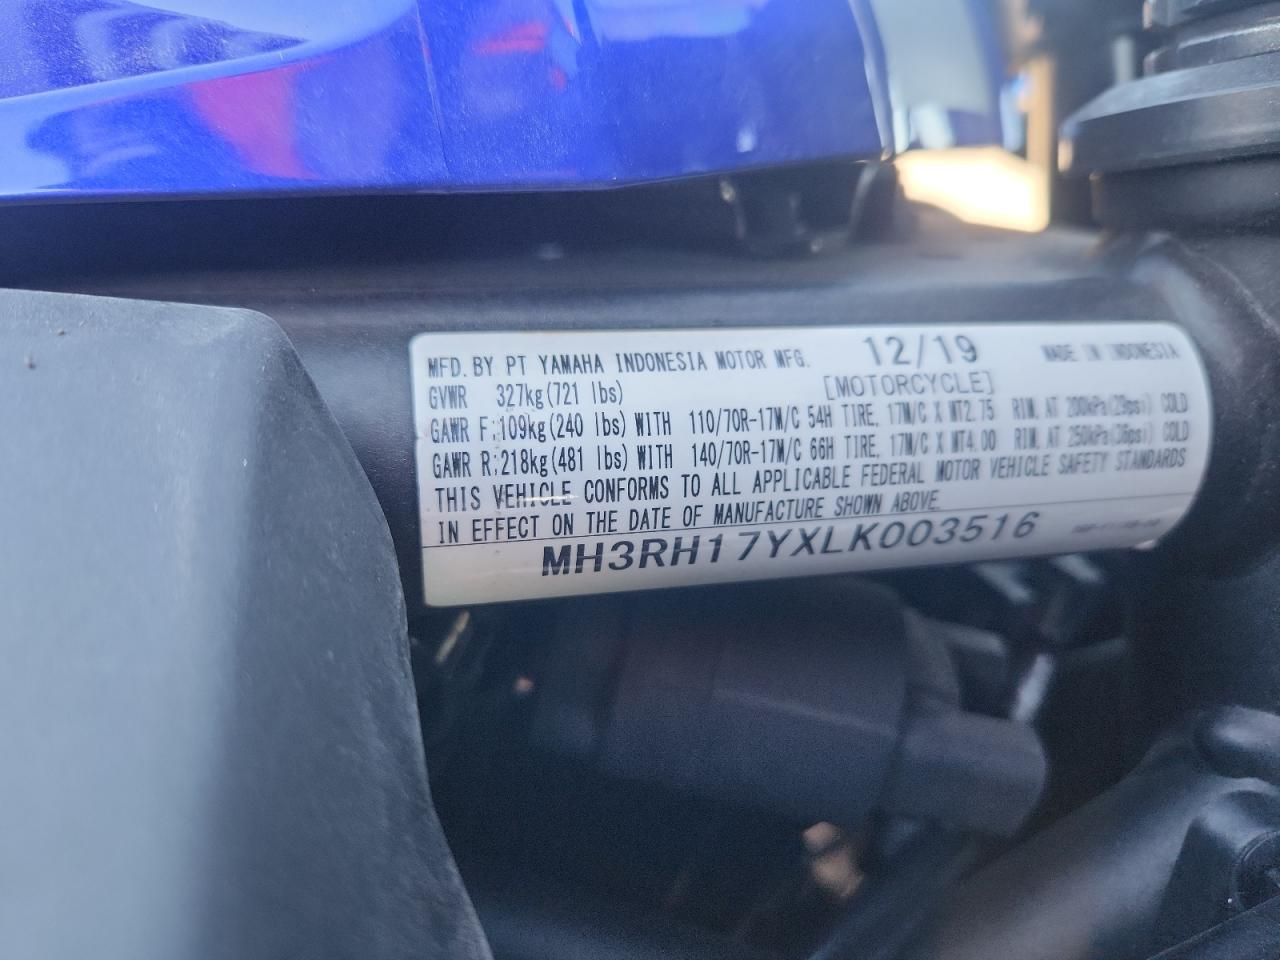 MFD. BY PT YAMAHA INDONESIA MOTOR MFG. 12/19 MADE IN INDONESIA
GVWR 327kg(721 lbs) [MOTORCYCLE]
GAWR F:109kg(240 lbs) WITH 110/70R-17M/C 54H TIRE, 17M/C X MT2.75 RIM, AT 200kPa(29psi) COLD
GAWR R:218kg(481 lbs) WITH 140/70R-17M/C 66H TIRE, 17M/C X MT4.00 RIM, AT 250kPa(36psi) COLD
THIS VEHICLE CONFORMS TO ALL APPLICABLE FEDERAL MOTOR VEHICLE SAFETY STANDARDS
IN EFFECT ON THE DATE OF MANUFACTURE SHOWN ABOVE.
MH3RH17YXLK003516